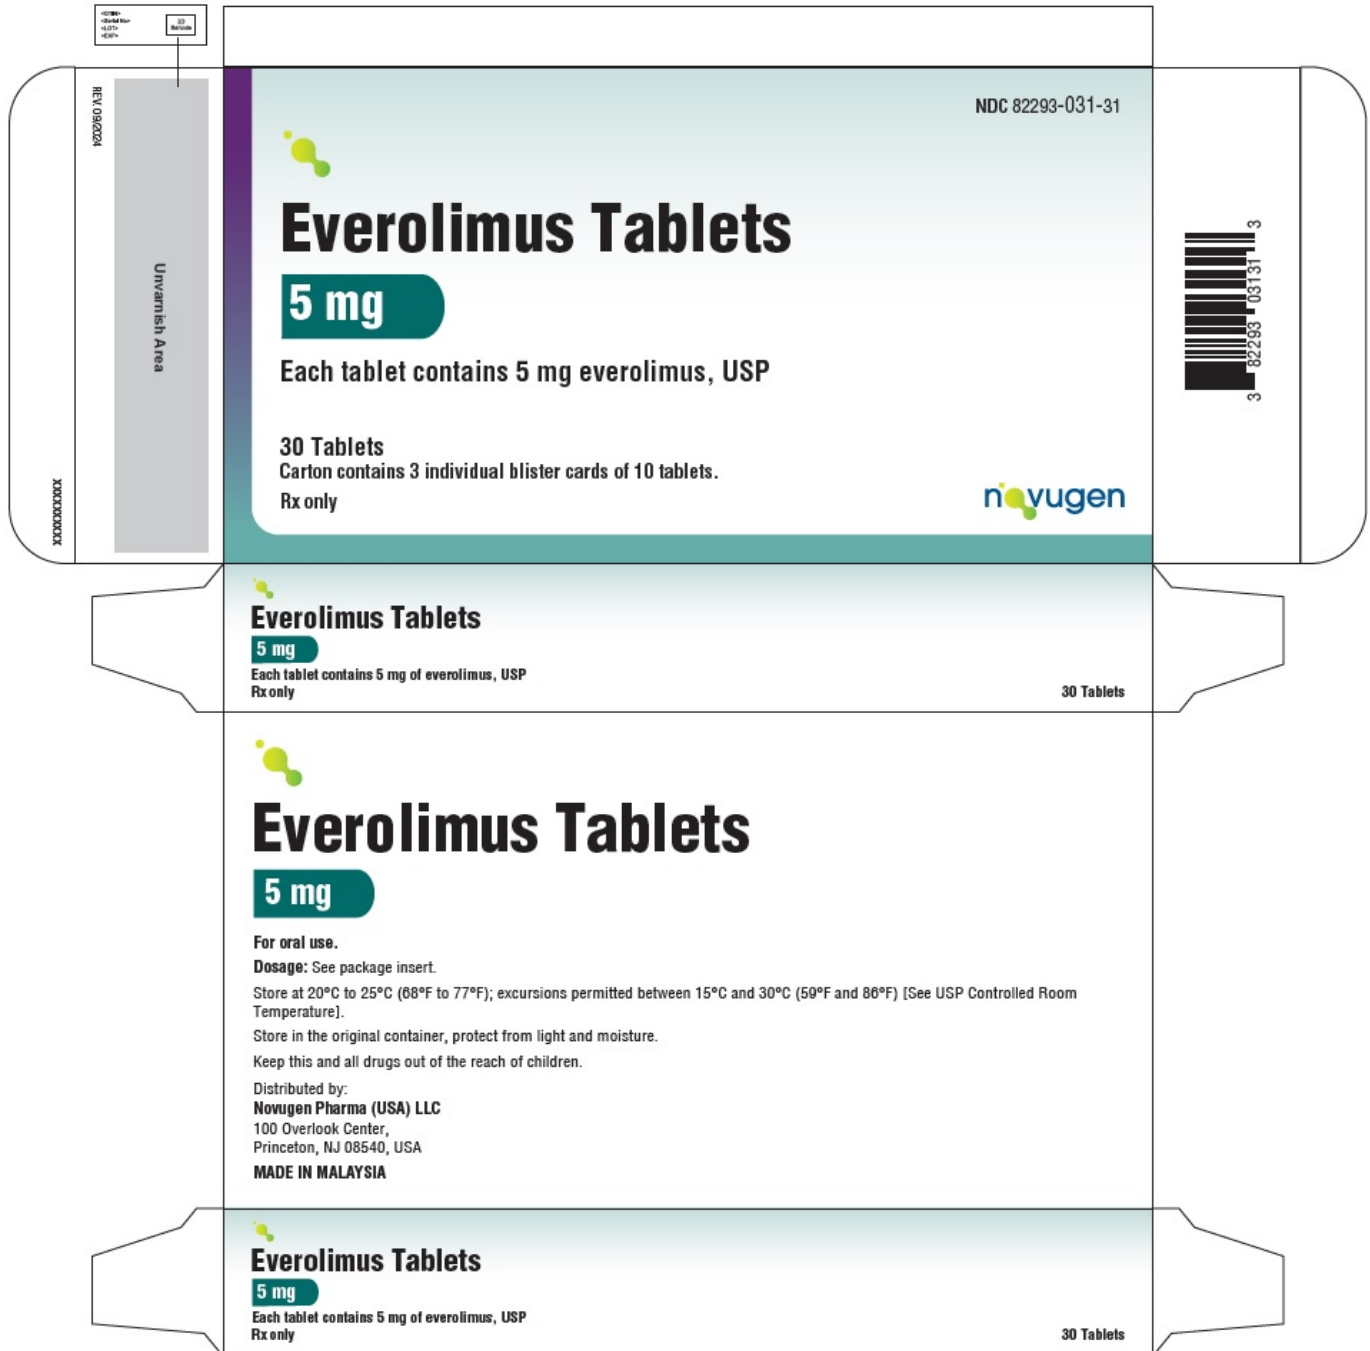 <GTIN>
<Serial No>
<LOT>
<EXP>
2D
Barcode
REV. 09/2024
Unvarnish Area
XXXXXXXXX
NDC 82293-031-31
Everolimus Tablets
5 mg
Each tablet contains 5 mg everolimus, USP
30 Tablets
Carton contains 3 individual blister cards of 10 tablets.
Rx only
novugen
3 82293 03131 3
Everolimus Tablets
5 mg
Each tablet contains 5 mg of everolimus, USP
Rx only
30 Tablets
Everolimus Tablets
5 mg
For oral use.
Dosage: See package insert.
Store at 20°C to 25°C (68°F to 77°F); excursions permitted between 15°C and 30°C (59°F and 86°F) [See USP Controlled Room
Temperature].
Store in the original container, protect from light and moisture.
Keep this and all drugs out of the reach of children.
Distributed by:
Novugen Pharma (USA) LLC
100 Overlook Center,
Princeton, NJ 08540, USA
MADE IN MALAYSIA
Everolimus Tablets
5 mg
Each tablet contains 5 mg of everolimus, USP
Rx only
30 Tablets